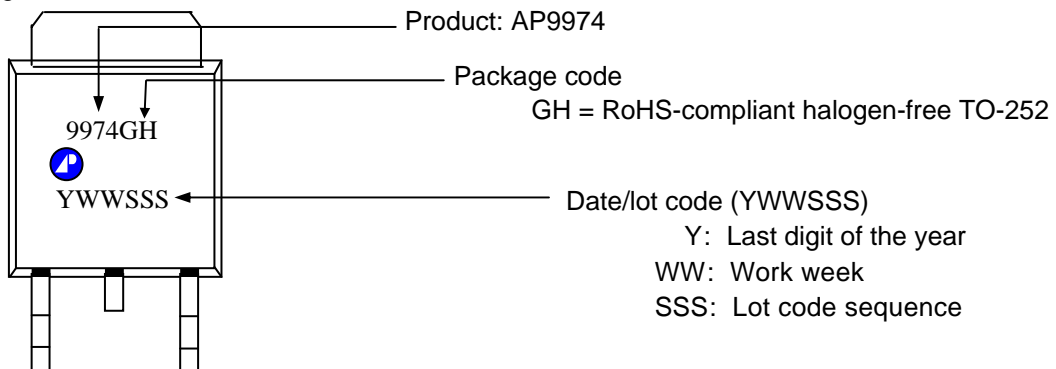 Product: AP9974
Package code
GH = RoHS-compliant halogen-free TO-252
9974GH
YWWSSS
Date/lot code (YWWSSS)
Y: Last digit of the year
WW: Work week
SSS: Lot code sequence